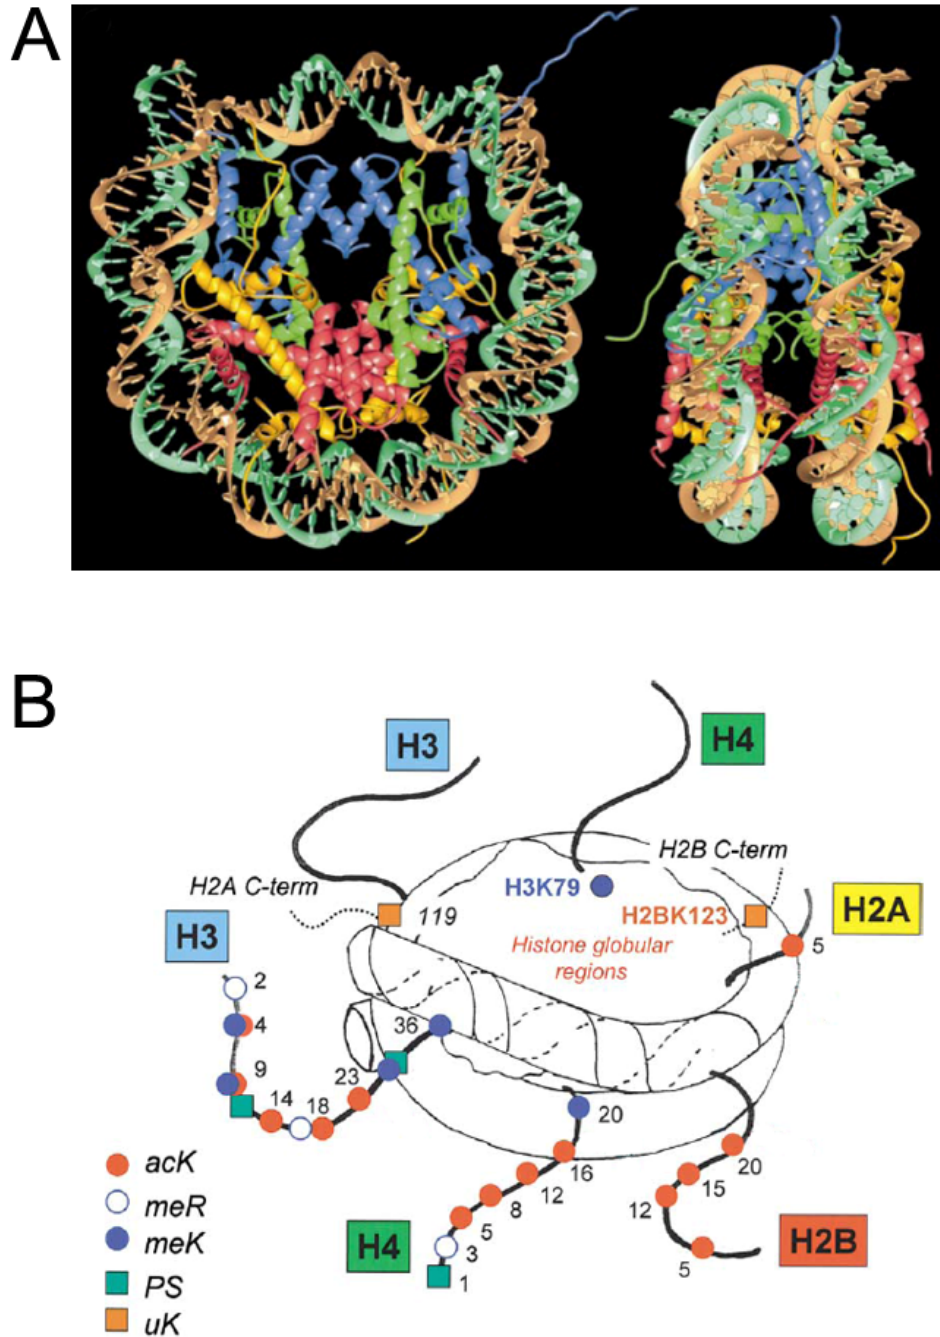 A
B
H3
H4
H2B C-term
H2A C-term
H3K79
H2A
119
H2BK123
H3
Histone globular
regions
5
2
36
4
9
23
14
18
20
16
20
acK
12
15
meR
8
12
meK
5
H4
3
H2B
PS
1
5
uK